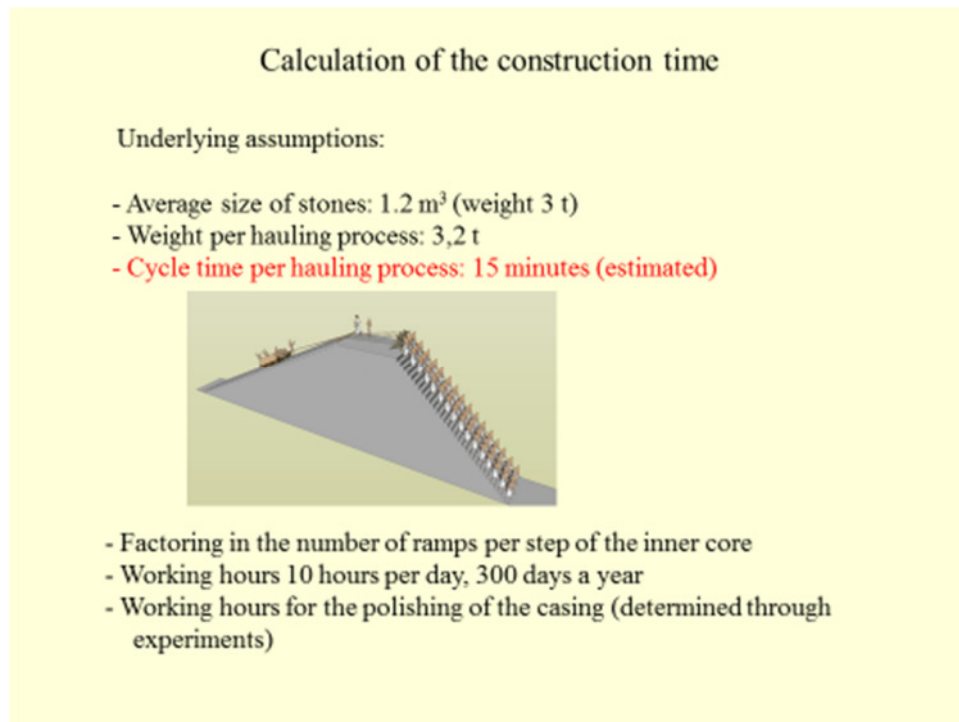 Calculation of the construction time
Underlying assumptions:
- Average size of stones: 1.2 m³ (weight 3 t)
- Weight per hauling process: 3,2 t
- Cycle time per hauling process: 15 minutes (estimated)
- Factoring in the number of ramps per step of the inner core
- Working hours 10 hours per day, 300 days a year
- Working hours for the polishing of the casing (determined through
experiments)